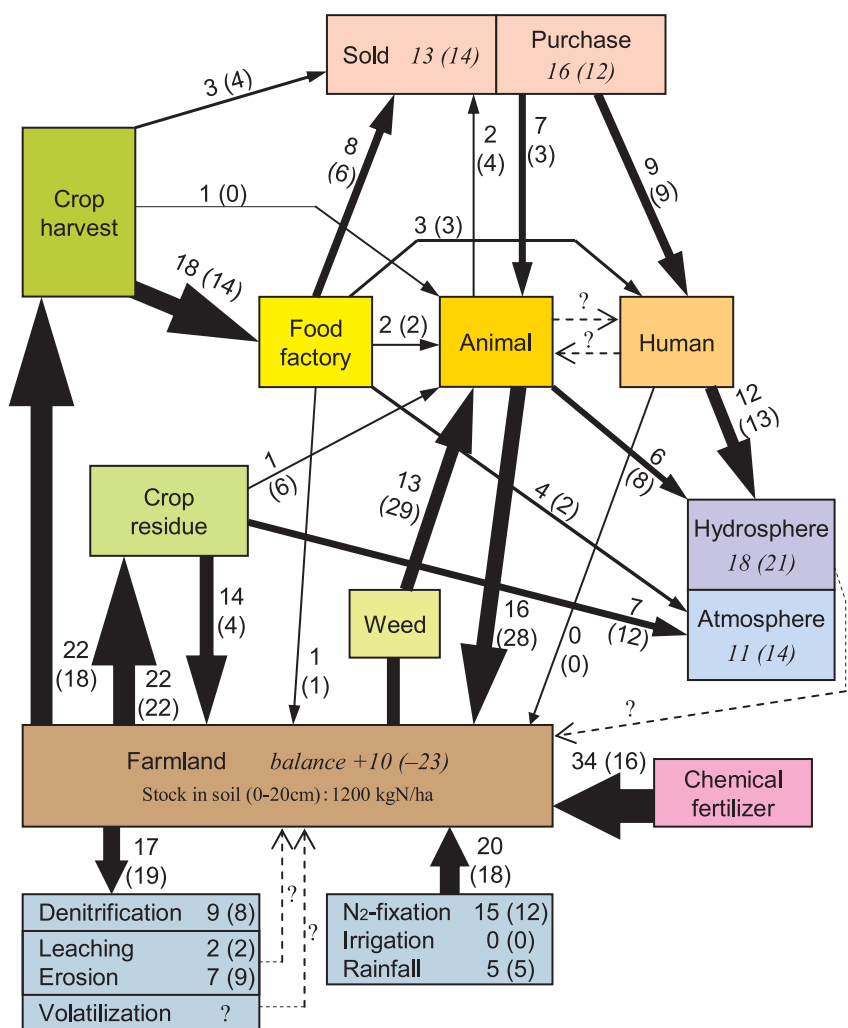 Sold 13 (14)
Purchase
16 (12)
3 (4)
8
(6)
2
(4)
7
(3)
9
(9)
Crop
harvest
1 (0)
3 (3)
18 (14)
Food
factory
2 (2)
Animal
?
?
Human
12
(13)
1
(6)
13
(29)
6
(8)
4 (2)
Crop
residue
Hydrosphere
18 (21)
Atmosphere
11 (14)
14
(4)
Weed
16
(28)
7
(12)
0
(0)
22
(18)
22
(22)
1
(1)
?
Farmland balance +10 (–23)
Stock in soil (0-20cm) : 1200 kgN/ha
34 (16)
Chemical
fertilizer
17
(19)
?
?
20
(18)
Denitrification 9 (8)
Leaching 2 (2)
Erosion 7 (9)
Volatilization ?
N2-fixation 15 (12)
Irrigation 0 (0)
Rainfall 5 (5)